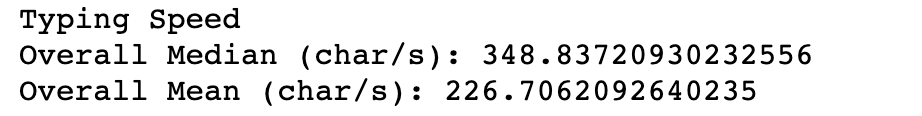 Typing Speed
Overall Median (char/s): 348.83720930232556
Overall Mean (char/s): 226.7062092640235